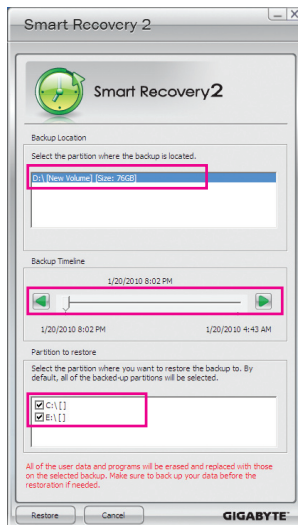 Smart Recovery 2
Smart Recovery2
Backup Location
Select the partition where the backup is located.
D:\ [New Volume] [Size: 76GB]
Backup Timeline
1/20/2010 8:02 PM
1/20/2010 8:02 PM 1/20/2010 4:43 AM
Partition to restore
Select the partition where you want to restore the backup to. By
default, all of the backed-up partitions will be selected.
C:\ [ ]
E:\ [ ]
All of the user data and programs will be erased and replaced with those
on the selected backup. Make sure to back up your data before the
restoration if needed.
Restore Cancel GIGABYTE™